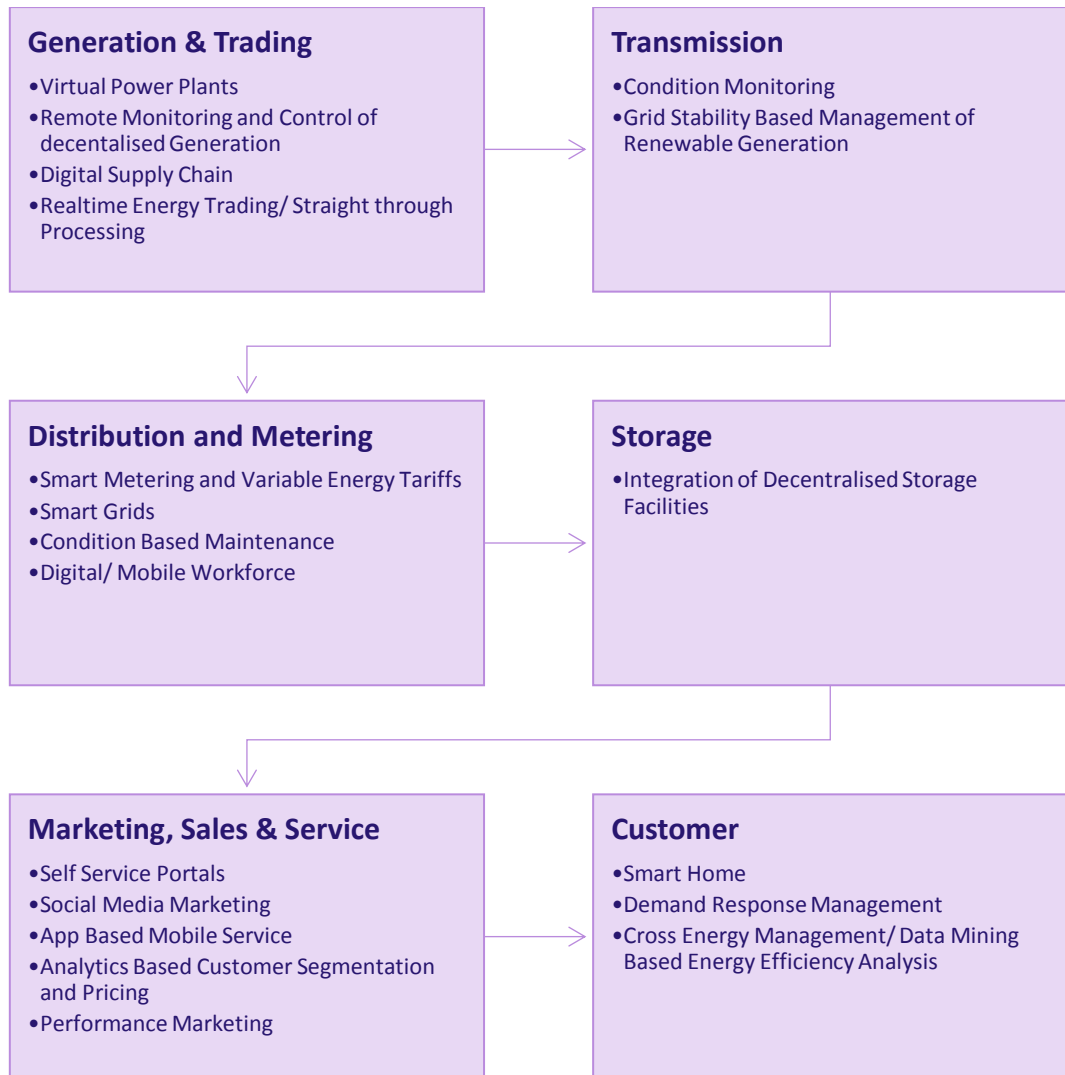 Generation & Trading
•Virtual Power Plants
•Remote Monitoring and Control of
decentalised Generation
•Digital Supply Chain
•Realtime Energy Trading/ Straight through
Processing
Transmission
•Condition Monitoring
•Grid Stability Based Management of
Renewable Generation
Distribution and Metering
•Smart Metering and Variable Energy Tariffs
•Smart Grids
•Condition Based Maintenance
•Digital/ Mobile Workforce
Storage
•Integration of Decentralised Storage
Facilities
Marketing, Sales & Service
•Self Service Portals
•Social Media Marketing
•App Based Mobile Service
•Analytics Based Customer Segmentation
and Pricing
•Performance Marketing
Customer
•Smart Home
•Demand Response Management
•Cross Energy Management/ Data Mining
Based Energy Efficiency Analysis